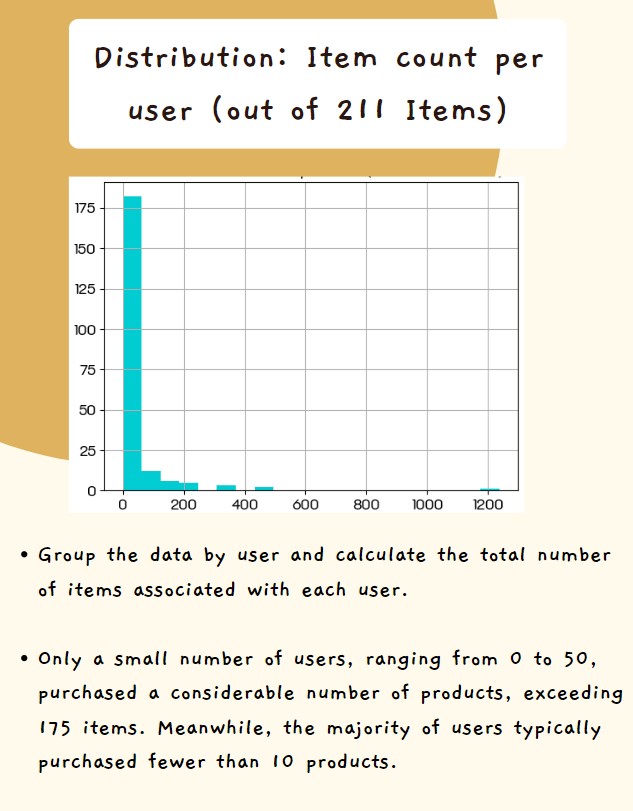 Distribution: Item count per
user (out of 211 Items)
175
150
125
100
75
50
25
0
0 200 400 600 800 1000 1200
• Group the data by user and calculate the total number
of items associated with each user.
• Only a small number of users, ranging from 0 to 50,
purchased a considerable number of products, exceeding
175 items. Meanwhile, the majority of users typically
purchased fewer than 10 products.